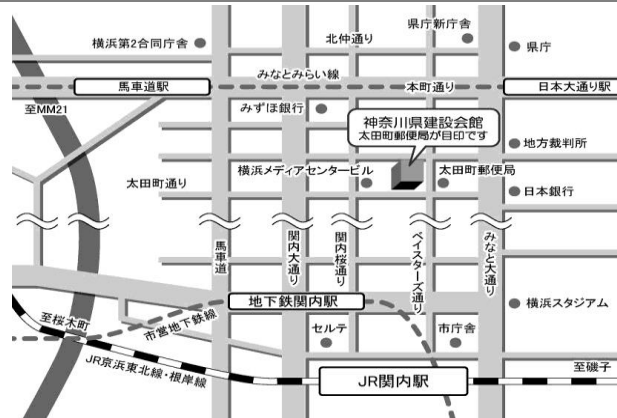 県庁新庁舎
北仲通り
横浜第2合同庁舎
県庁
みなとみらい線
馬車道駅
本町通り
日本大通り駅
至MM21
みずほ銀行
神奈川県建設会館
太田町郵便局が目印です
地方裁判所
横浜メディアセンタービル
太田町郵便局
太田町通り
日本銀行
馬車道
関内大通り
関内桜通り
ベイスターズ通り
みなと大通り
地下鉄関内駅
横浜スタジアム
至桜木町
市営地下鉄線
セルテ
市庁舎
JR京浜東北線・根岸線
至磯子
JR関内駅